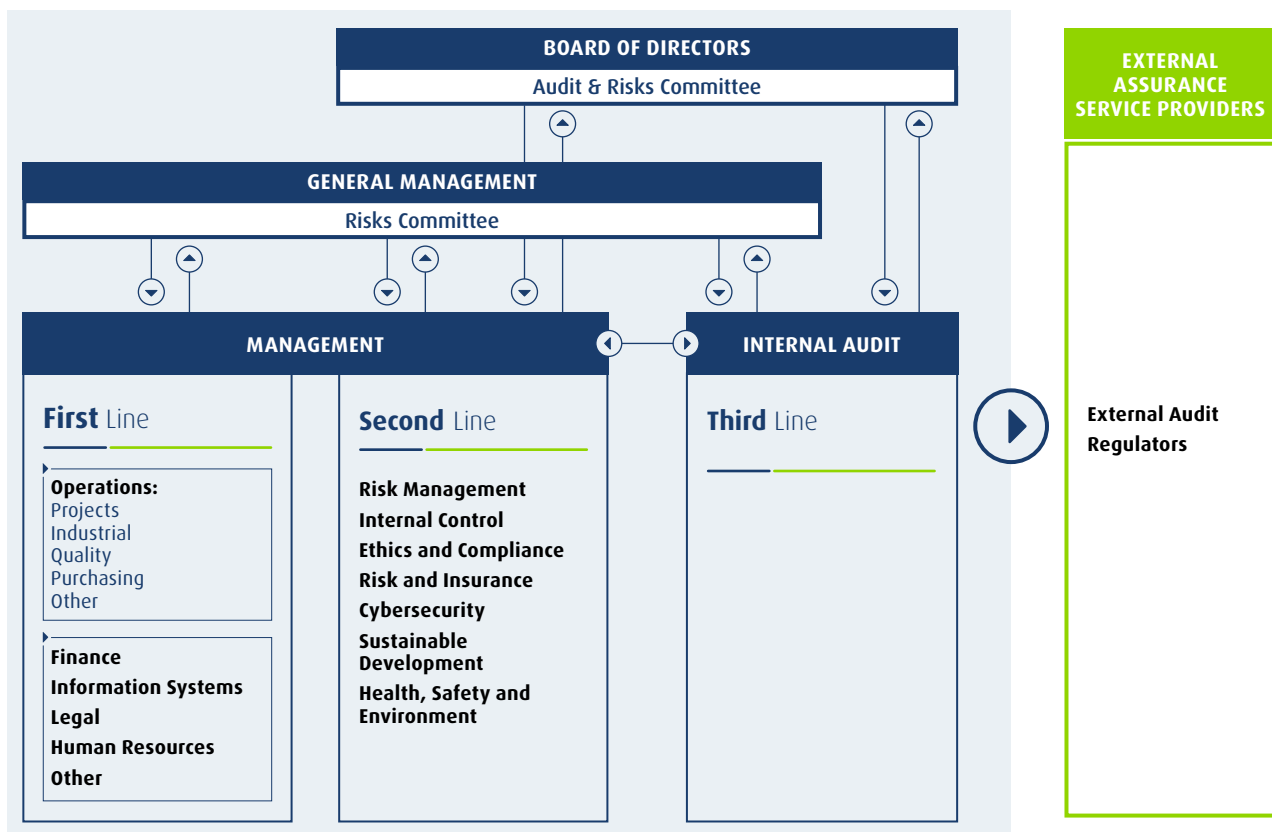 BOARD OF DIRECTORS
Audit & Risks Committee
EXTERNAL
ASSURANCE
SERVICE PROVIDERS
GENERAL MANAGEMENT
Risks Committee
MANAGEMENT
INTERNAL AUDIT
First Line
Operations:
Projects
Industrial
Quality
Purchasing
Other
Finance
Information Systems
Legal
Human Resources
Other
Second Line
Risk Management
Internal Control
Ethics and Compliance
Risk and Insurance
Cybersecurity
Sustainable
Development
Health, Safety and
Environment
Third Line
External Audit
Regulators